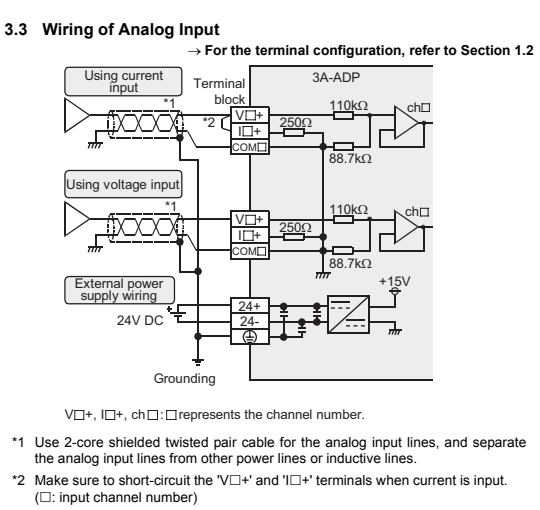 3.3 Wiring of Analog Input
→ For the terminal configuration, refer to Section 1.2
Using current
input
Terminal
block
3A-ADP
*1
*2
V□+
I□+
COM□
250Ω
110kΩ
88.7kΩ
ch□
Using voltage input
*1
V□+
I□+
COM□
250Ω
110kΩ
88.7kΩ
ch□
External power
supply wiring
24V DC
24+
24-
+15V
Grounding
V□+, I□+, ch□:□represents the channel number.
*1 Use 2-core shielded twisted pair cable for the analog input lines, and separate
the analog input lines from other power lines or inductive lines.
*2 Make sure to short-circuit the 'V□+' and 'I□+' terminals when current is input.
(□: input channel number)